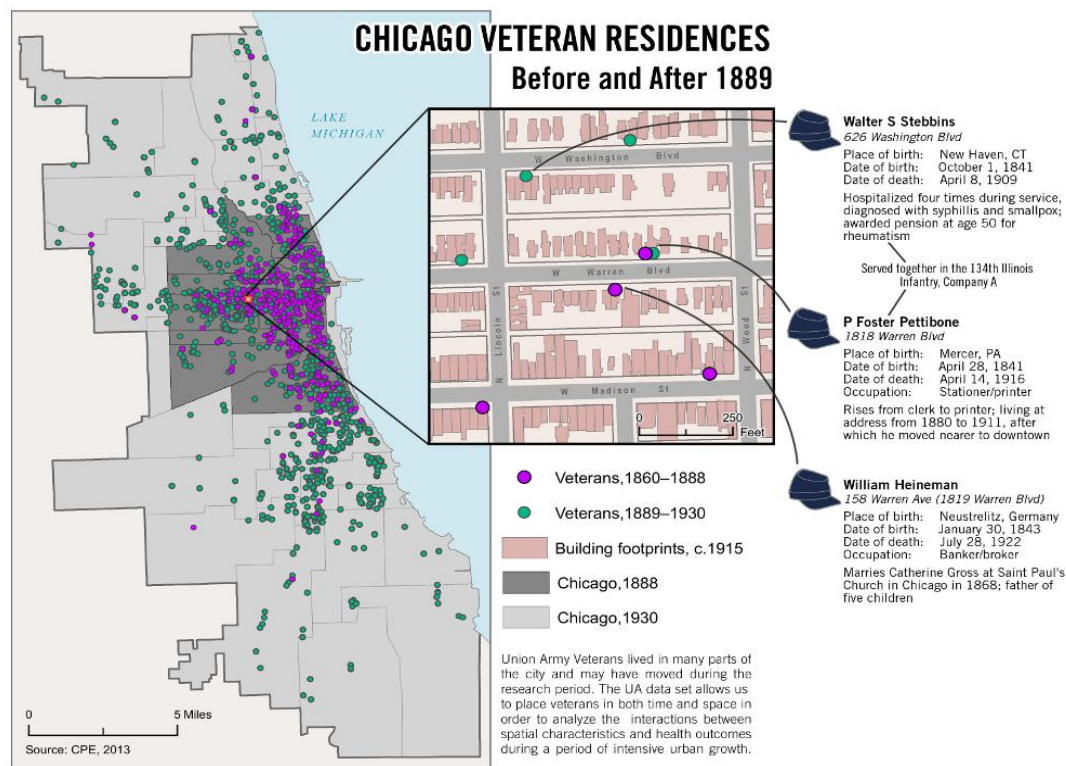 CHICAGO VETERAN RESIDENCES
Before and After 1889
LAKE
MICHIGAN
W Washington Blvd
W Warren Blvd
N Lincoln St
N Wood St
W Madison St
0 250
Feet
Walter S Stebbins
626 Washington Blvd
Place of birth: New Haven, CT
Date of birth: October 1, 1841
Date of death: April 8, 1909
Hospitalized four times during service,
diagnosed with syphillis and smallpox;
awarded pension at age 50 for
rheumatism
Served together in the 134th Illinois
Infantry, Company A
P Foster Pettibone
1818 Warren Blvd
Place of birth: Mercer, PA
Date of birth: April 28, 1841
Date of death: April 14, 1916
Occupation: Stationer/printer
Rises from clerk to printer; living at
address from 1880 to 1911, after
which he moved nearer to downtown
William Heineman
158 Warren Ave (1819 Warren Blvd)
Place of birth: Neustrelitz, Germany
Date of birth: January 30, 1843
Date of death: July 28, 1922
Occupation: Banker/broker
Marries Catherine Gross at Saint Paul's
Church in Chicago in 1868; father of
five children
Veterans,1860–1888
Veterans,1889–1930
Building footprints, c.1915
Chicago,1888
Chicago,1930
Union Army Veterans lived in many parts of
the city and may have moved during the
research period. The UA data set allows us
to place veterans in both time and space in
order to analyze the interactions between
spatial characteristics and health outcomes
during a period of intensive urban growth.
0 5 Miles
Source: CPE, 2013